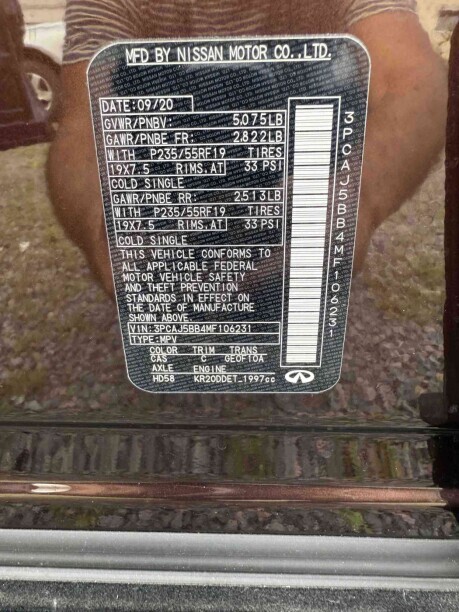 MFD BY NISSAN MOTOR CO.,LTD.
DATE:09/20
GVWR/PNBV: 5,075LB
GAWR/PNBE FR: 2,822LB
WITH P235/55RF19 TIRES
19X7.5 RIMS,AT 33 PSI
COLD SINGLE
GAWR/PNBE RR: 2,513LB
WITH P235/55RF19 TIRES
19X7.5 RIMS,AT 33 PSI
COLD SINGLE
THIS VEHICLE CONFORMS TO
ALL APPLICABLE FEDERAL
MOTOR VEHICLE SAFETY
AND THEFT PREVENTION
STANDARDS IN EFFECT ON
THE DATE OF MANUFACTURE
SHOWN ABOVE.
VIN:3PCAJ5BB4MF106231
TYPE:MPV
COLOR TRIM TRANS
CAS C GE0F10A
AXLE ENGINE
HD58 KR20DDET_1997cc
3PCAJ5BB4MF106231